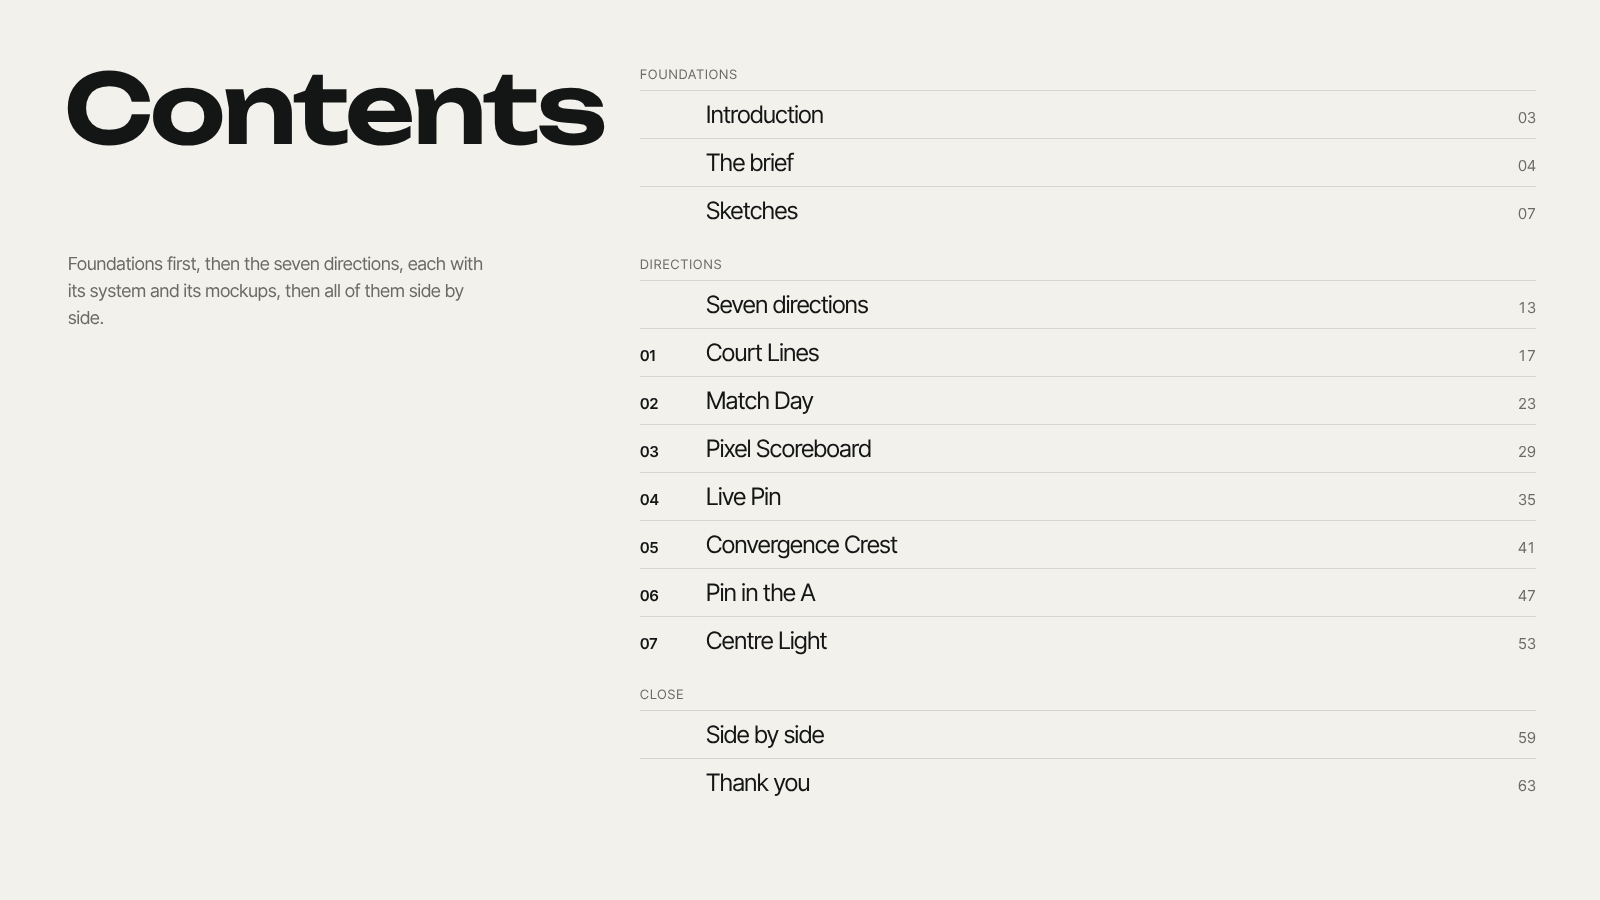 Contents
Foundations first, then the seven directions, each with
its system and its mockups, then all of them side by
side.
FOUNDATIONS
Introduction 03
The brief 04
Sketches 07
DIRECTIONS
Seven directions 13
01 Court Lines 17
02 Match Day 23
03 Pixel Scoreboard 29
04 Live Pin 35
05 Convergence Crest 41
06 Pin in the A 47
07 Centre Light 53
CLOSE
Side by side 59
Thank you 63